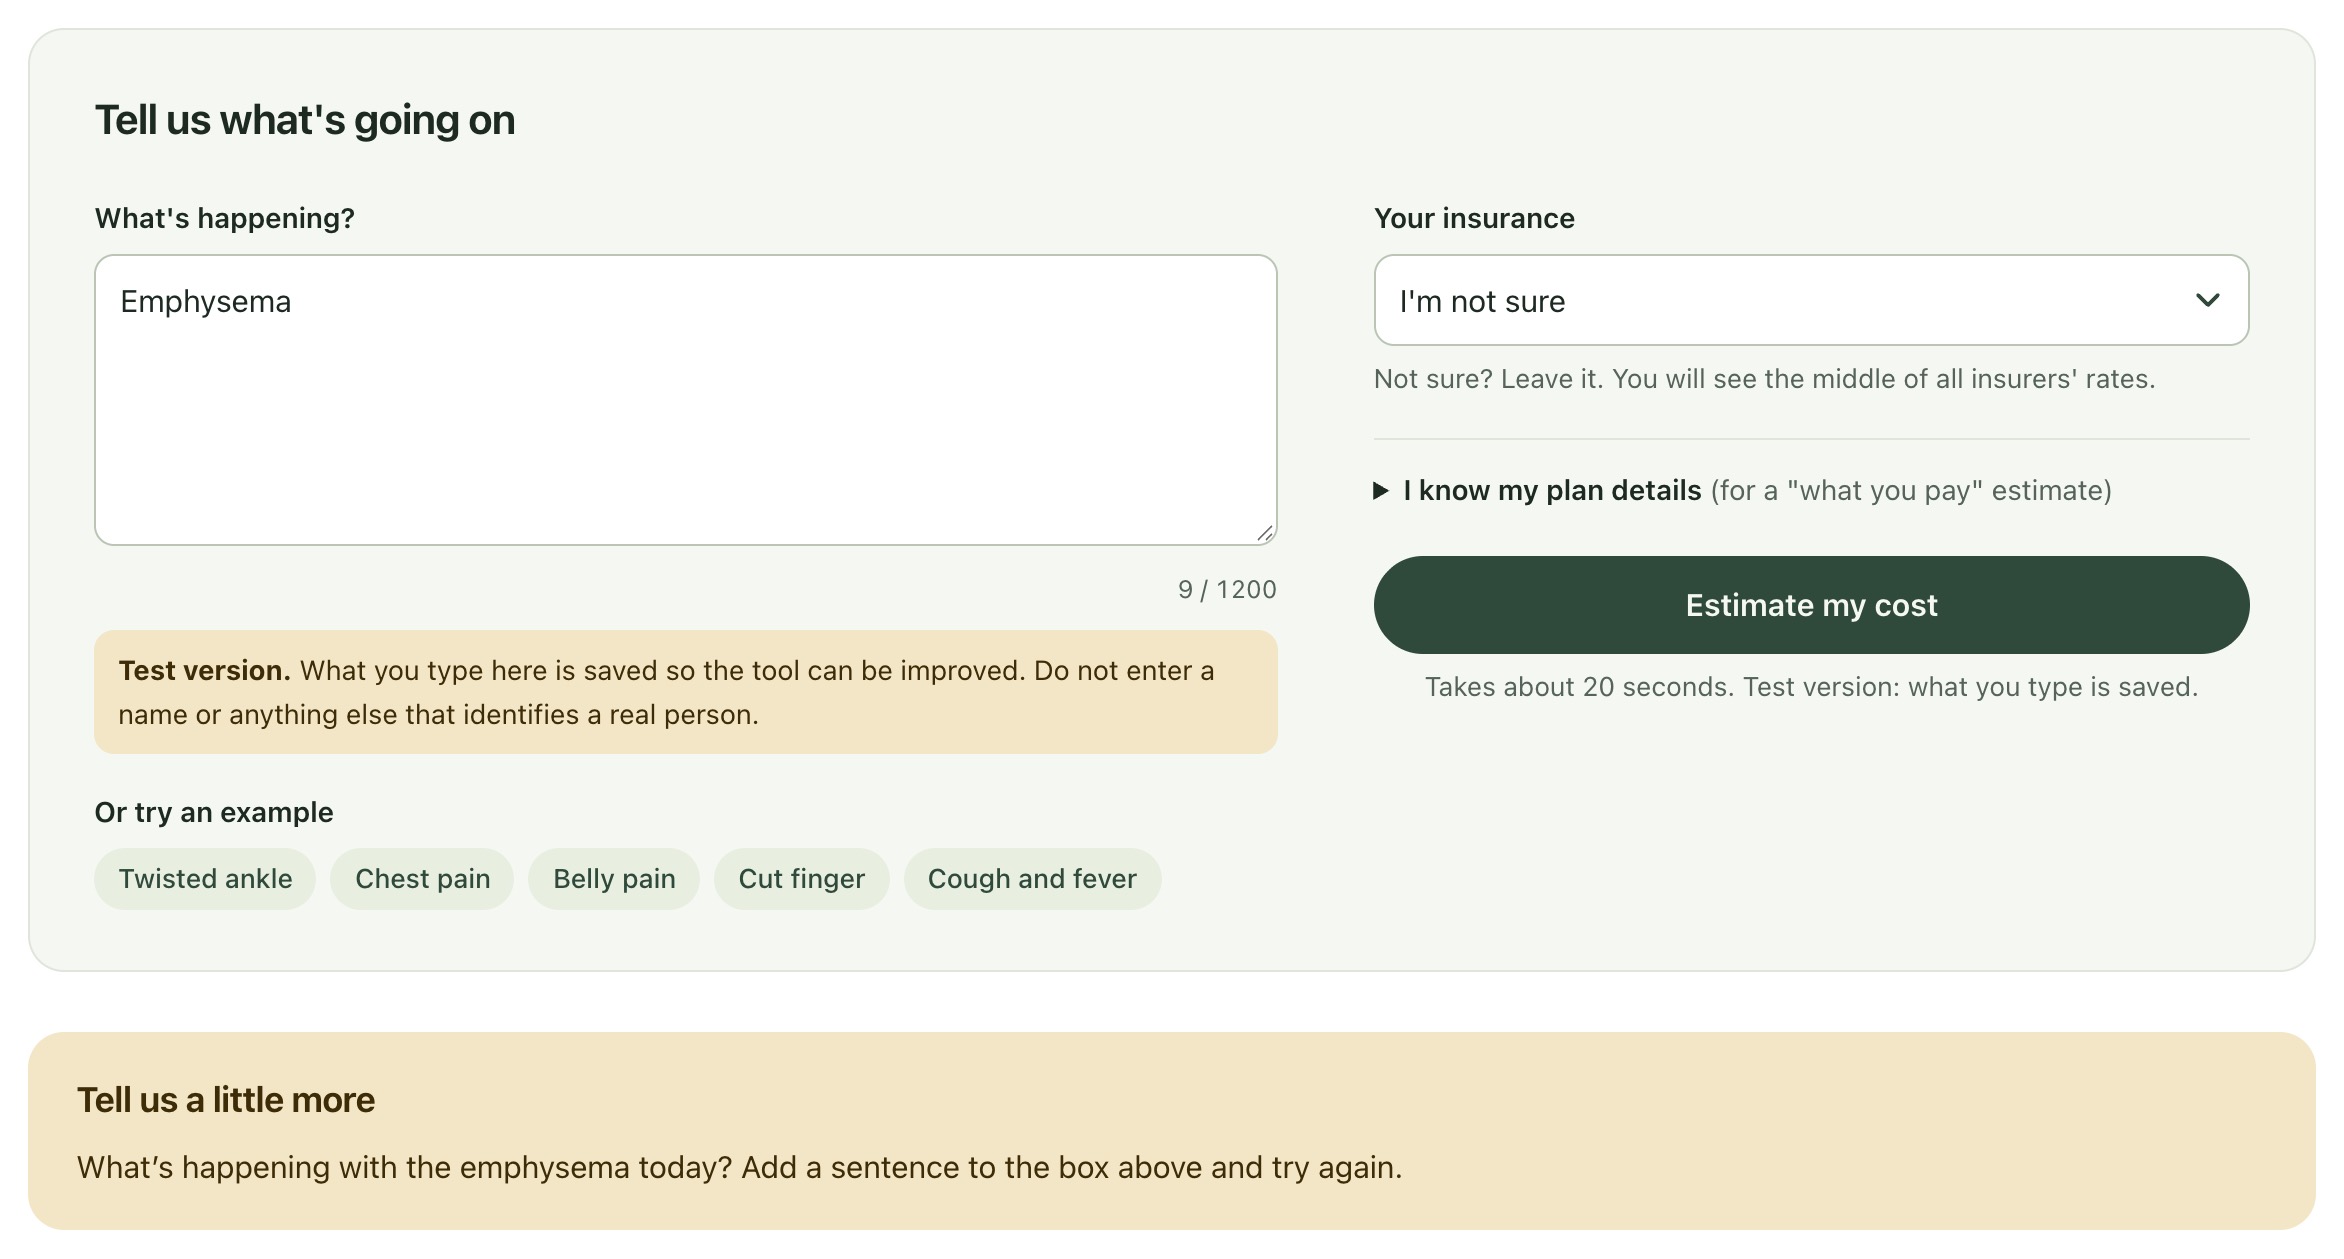 Tell us what's going on
What's happening?
Emphysema
9 / 1200
Test version. What you type here is saved so the tool can be improved. Do not enter a
name or anything else that identifies a real person.
Or try an example
Twisted ankle
Chest pain
Belly pain
Cut finger
Cough and fever
Your insurance
I'm not sure
Not sure? Leave it. You will see the middle of all insurers' rates.
▶ I know my plan details (for a "what you pay" estimate)
Estimate my cost
Takes about 20 seconds. Test version: what you type is saved.
Tell us a little more
What’s happening with the emphysema today? Add a sentence to the box above and try again.